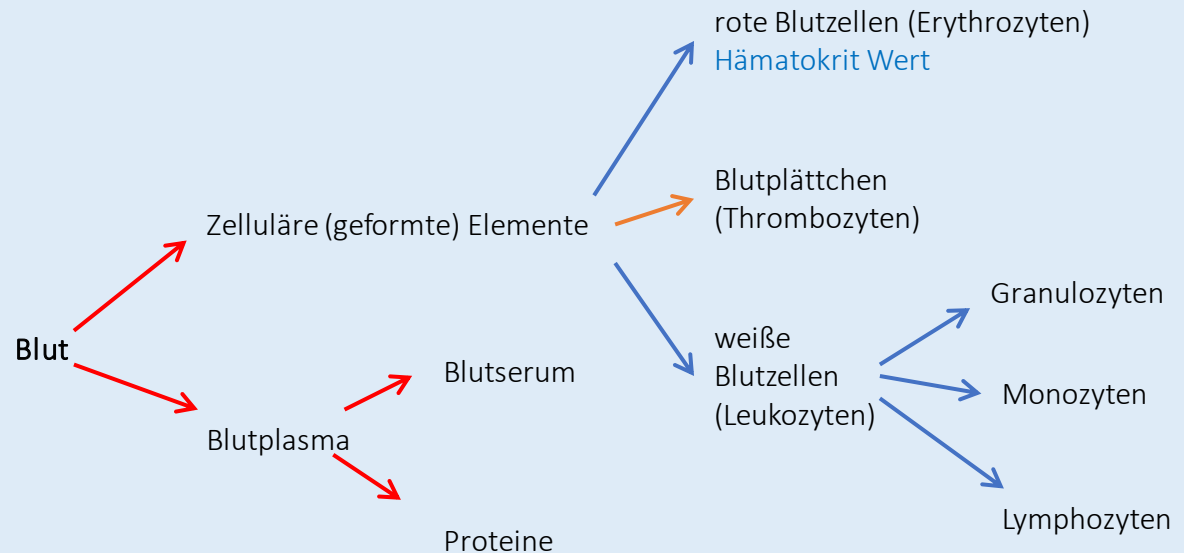 rote Blutzellen (Erythrozyten)
Hämatokrit Wert
Blutplättchen
(Thrombozyten)
Zelluläre (geformte) Elemente
Granulozyten
weiße
Blutzellen
(Leukozyten)
Blut
Blutserum
Monozyten
Blutplasma
Lymphozyten
Proteine